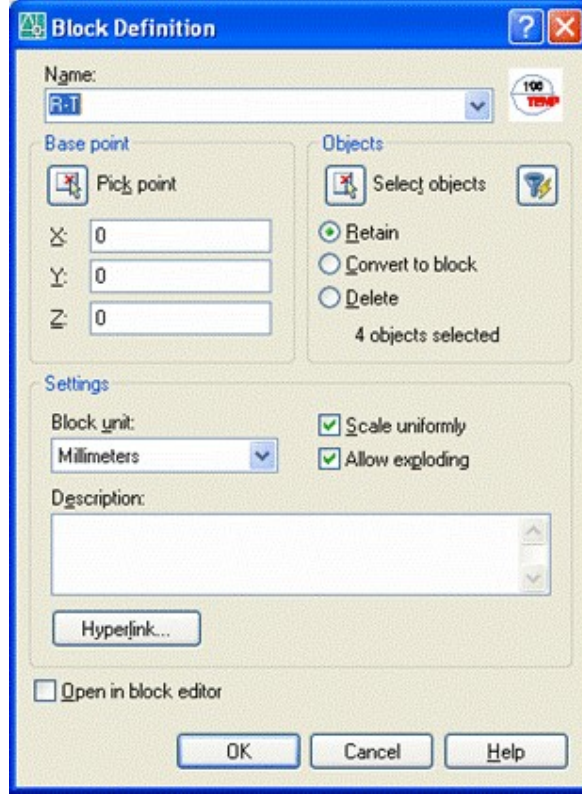 Block Definition
Name:
R-T
100
TEMP
Base point
Pick point
X: 0
Y: 0
Z: 0
Objects
Select objects
Retain
Convert to block
Delete
4 objects selected
Settings
Block unit:
Millimeters
Scale uniformly
Allow exploding
Description:
Hyperlink...
Open in block editor
OK Cancel Help